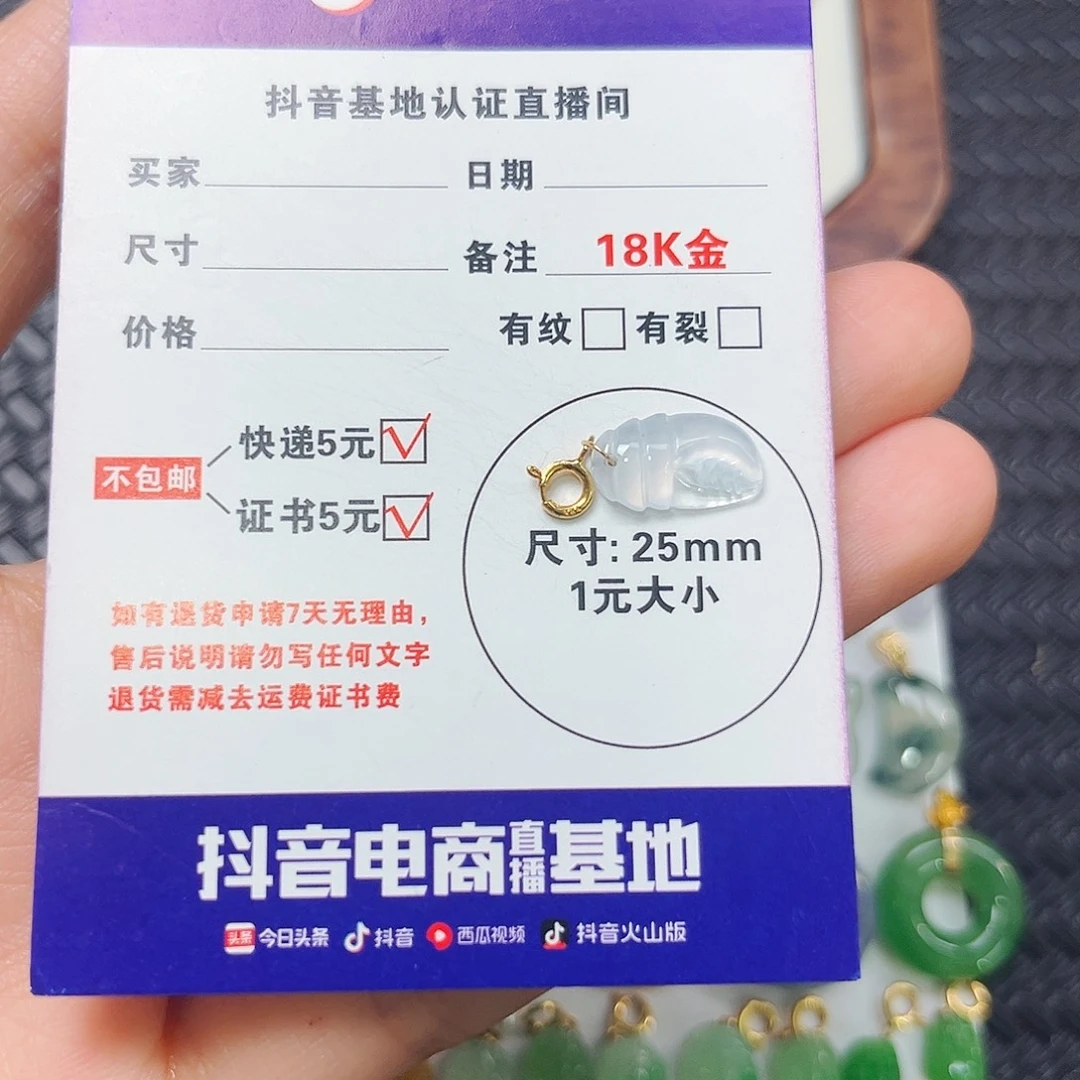 抖音基地认证直播间
买家 日期
尺寸 备注 18K金
价格 有纹 有裂
快递5元
不包邮
证书5元
尺寸: 25mm
1元大小
如有退货申请7天无理由，
售后说明请勿写任何文字
退货需减去运费证书费
抖音电商直播基地
头条 今日头条 抖音 西瓜视频 抖音火山版